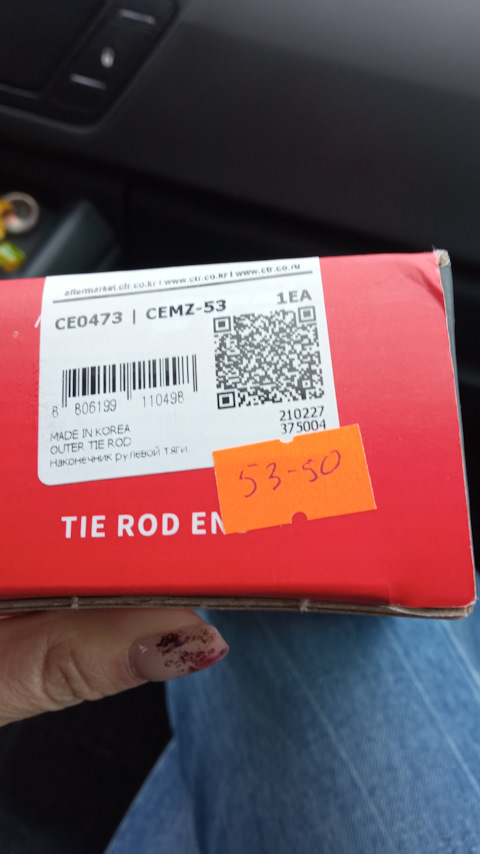 aftermarket.ctr.co.kr | www.ctr.co.kr | www.ctr.co.ru
CE0473 | CEMZ-53
1EA
8 806199 110498
210227
375004
MADE IN KOREA
OUTER TIE ROD
Наконечник рулевой тяги
53-50
TIE ROD EN